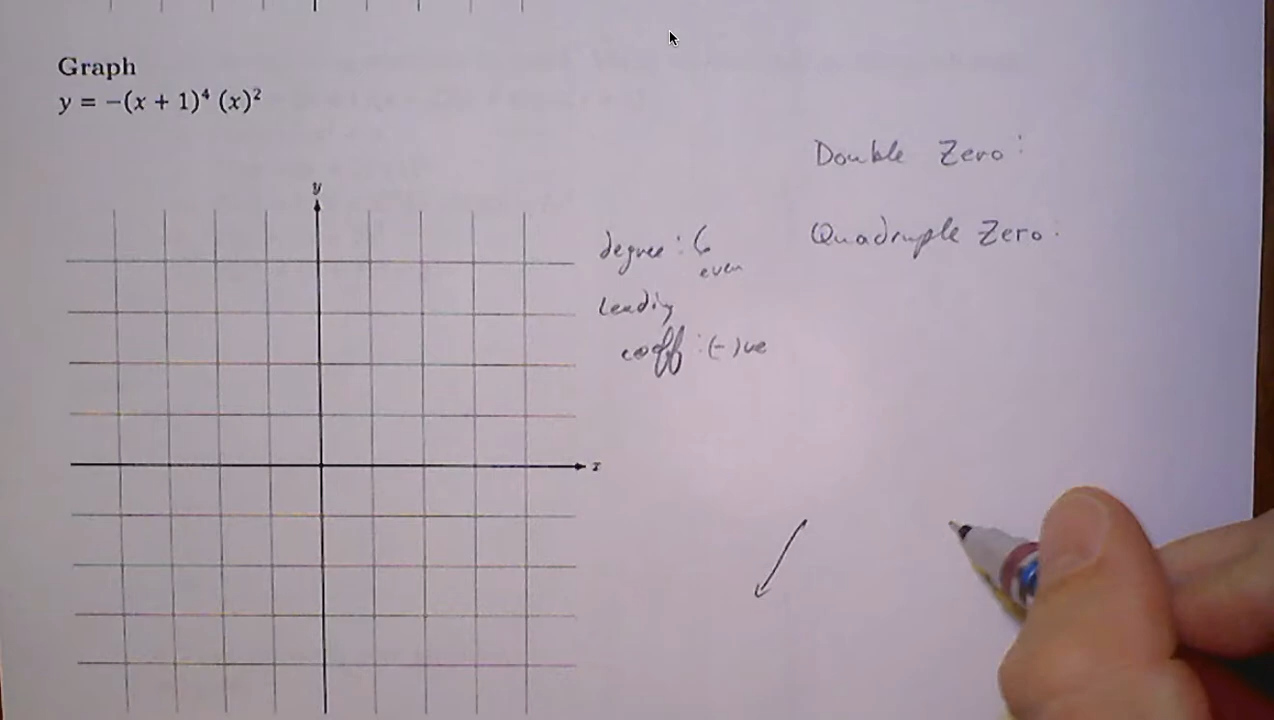 Graph
y = −(x + 1)⁴ (x)²
y
x
degree : 6
even
leading
coeff : (-)ve
Double Zero :
Quadruple Zero :